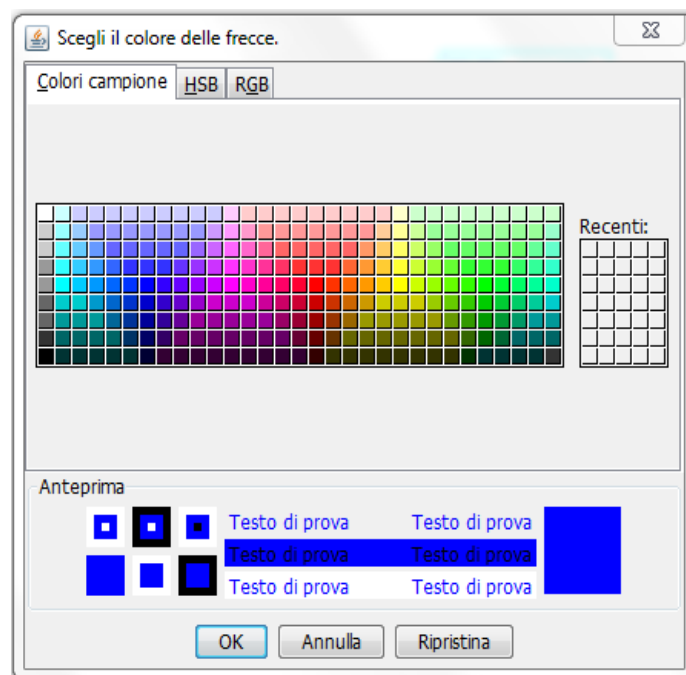 Scegli il colore delle frecce.
Colori campione HSB RGB
Recenti:
Anteprima
Testo di prova Testo di prova
Testo di prova Testo di prova
Testo di prova Testo di prova
OK Annulla Ripristina